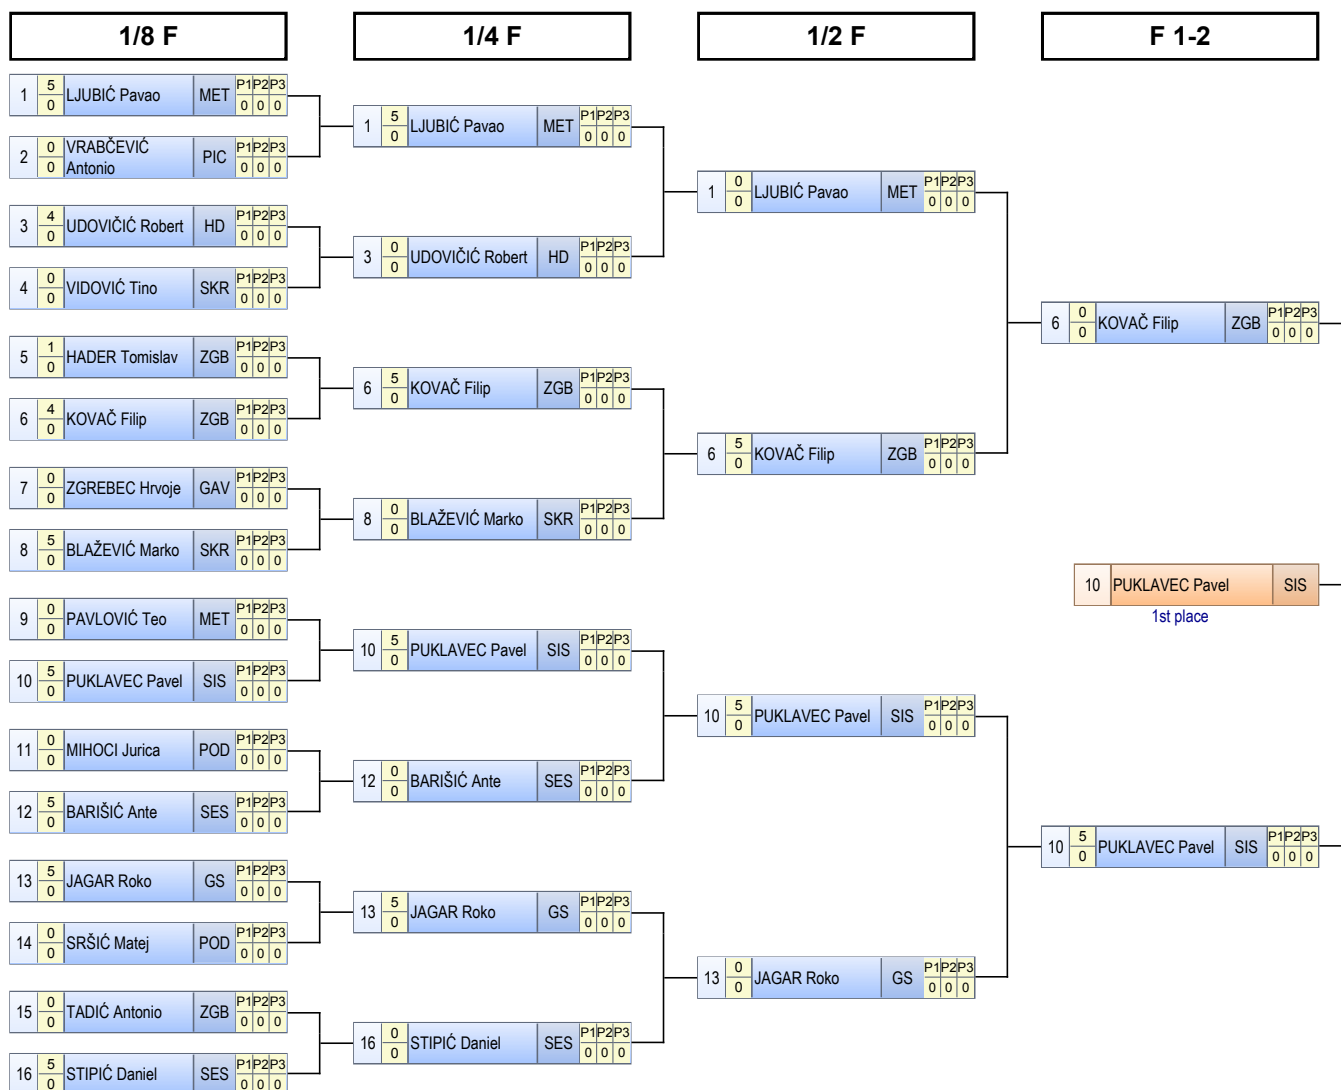 1/8 F
1/4 F
1/2 F
F 1-2
1 5 0 LJUBIĆ Pavao MET P1 P2 P3 0 0 0
2 0 0 VRABČEVIĆ Antonio PIC P1 P2 P3 0 0 0
3 4 0 UDOVIČIĆ Robert HD P1 P2 P3 0 0 0
4 0 0 VIDOVIĆ Tino SKR P1 P2 P3 0 0 0
5 1 0 HADER Tomislav ZGB P1 P2 P3 0 0 0
6 4 0 KOVAČ Filip ZGB P1 P2 P3 0 0 0
7 0 0 ZGREBEC Hrvoje GAV P1 P2 P3 0 0 0
8 5 0 BLAŽEVIĆ Marko SKR P1 P2 P3 0 0 0
9 0 0 PAVLOVIĆ Teo MET P1 P2 P3 0 0 0
10 5 0 PUKLAVEC Pavel SIS P1 P2 P3 0 0 0
11 0 0 MIHOCI Jurica POD P1 P2 P3 0 0 0
12 5 0 BARIŠIĆ Ante SES P1 P2 P3 0 0 0
13 5 0 JAGAR Roko GS P1 P2 P3 0 0 0
14 0 0 SRŠIĆ Matej POD P1 P2 P3 0 0 0
15 0 0 TADIĆ Antonio ZGB P1 P2 P3 0 0 0
16 5 0 STIPIĆ Daniel SES P1 P2 P3 0 0 0
1 5 0 LJUBIĆ Pavao MET P1 P2 P3 0 0 0
3 0 0 UDOVIČIĆ Robert HD P1 P2 P3 0 0 0
6 5 0 KOVAČ Filip ZGB P1 P2 P3 0 0 0
8 0 0 BLAŽEVIĆ Marko SKR P1 P2 P3 0 0 0
10 5 0 PUKLAVEC Pavel SIS P1 P2 P3 0 0 0
12 0 0 BARIŠIĆ Ante SES P1 P2 P3 0 0 0
13 5 0 JAGAR Roko GS P1 P2 P3 0 0 0
16 0 0 STIPIĆ Daniel SES P1 P2 P3 0 0 0
1 0 0 LJUBIĆ Pavao MET P1 P2 P3 0 0 0
6 5 0 KOVAČ Filip ZGB P1 P2 P3 0 0 0
10 5 0 PUKLAVEC Pavel SIS P1 P2 P3 0 0 0
13 0 0 JAGAR Roko GS P1 P2 P3 0 0 0
6 0 0 KOVAČ Filip ZGB P1 P2 P3 0 0 0
10 PUKLAVEC Pavel SIS
1st place
10 5 0 PUKLAVEC Pavel SIS P1 P2 P3 0 0 0